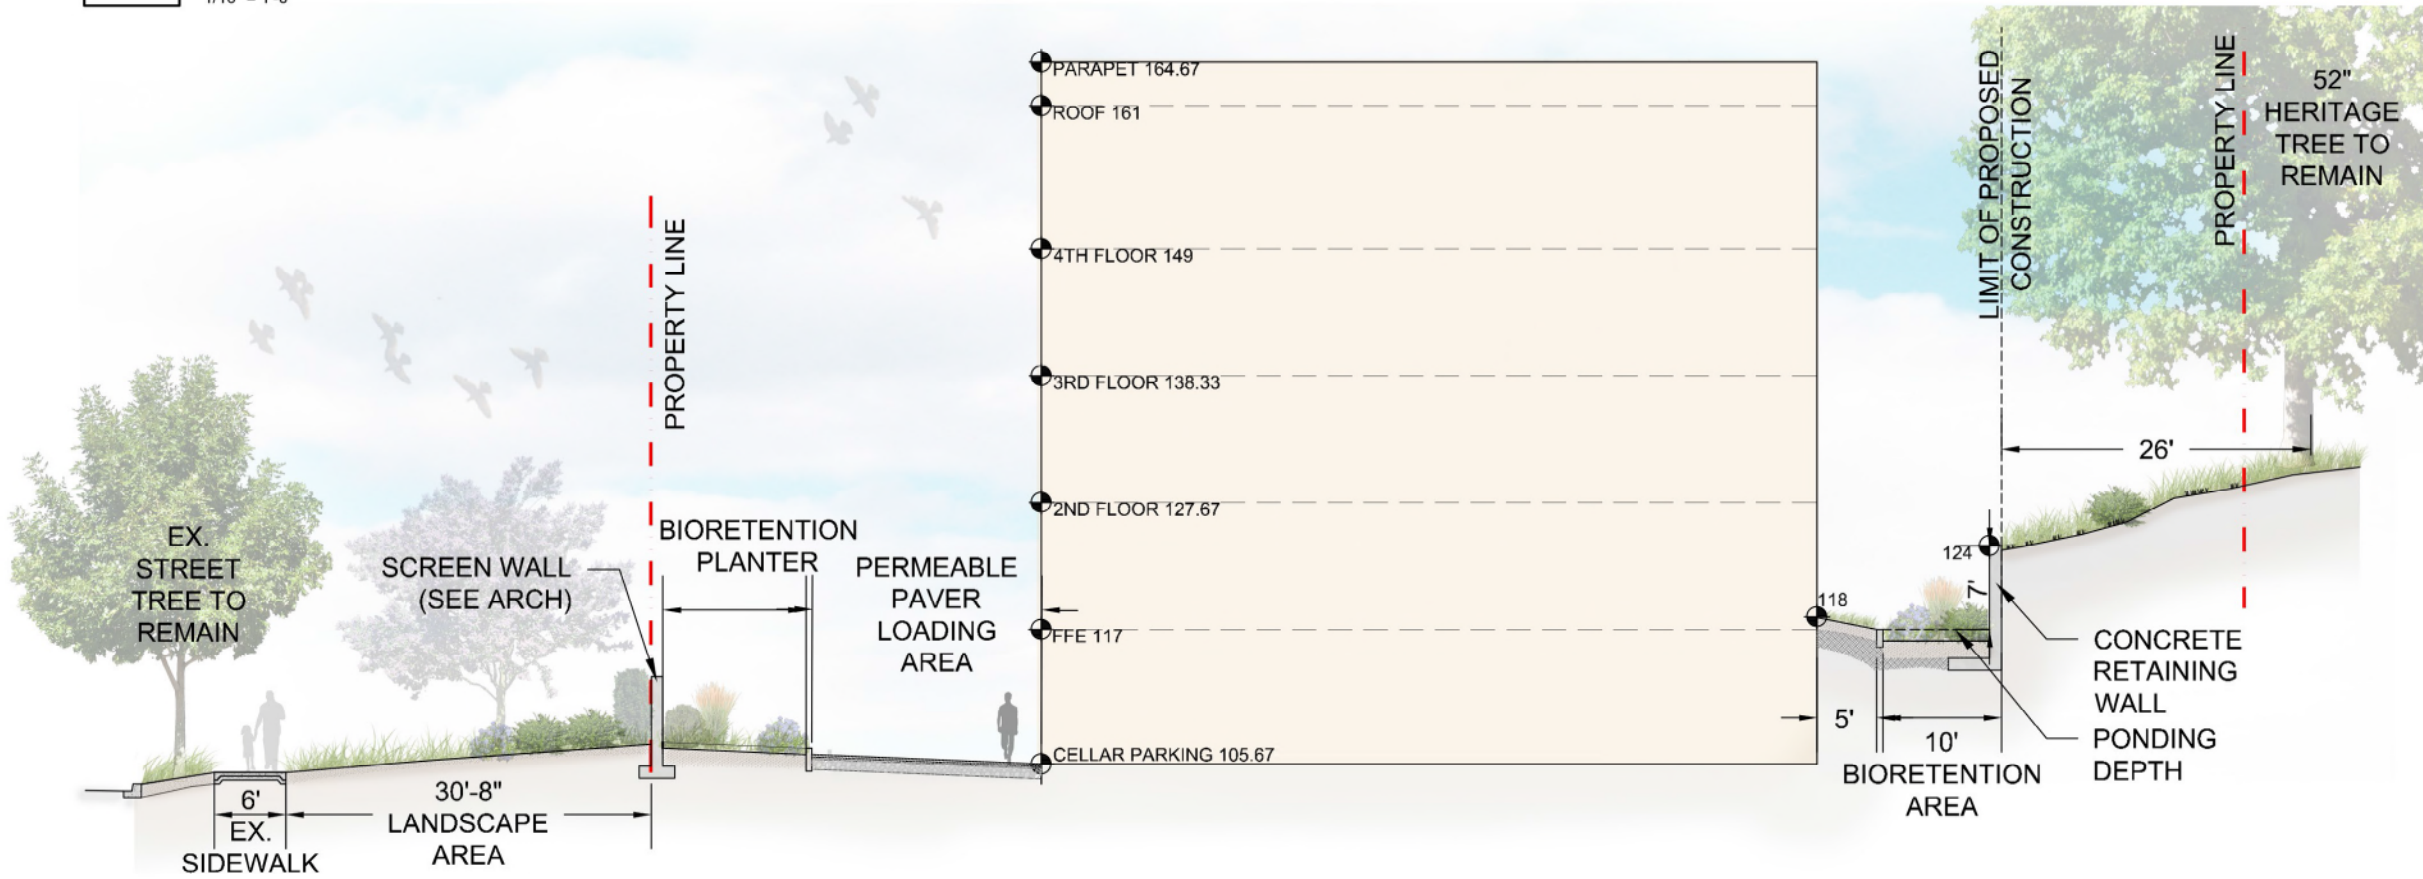 PARAPET 164.67
ROOF 161
4TH FLOOR 149
3RD FLOOR 138.33
2ND FLOOR 127.67
FFE 117
CELLAR PARKING 105.67
EX.
STREET
TREE TO
REMAIN
6'
EX.
SIDEWALK
30'-8"
LANDSCAPE
AREA
SCREEN WALL
(SEE ARCH)
PROPERTY LINE
BIORETENTION
PLANTER
PERMEABLE
PAVER
LOADING
AREA
118
5'
10'
BIORETENTION
AREA
124
7'
LIMIT OF PROPOSED
CONSTRUCTION
PROPERTY LINE
52"
HERITAGE
TREE TO
REMAIN
26'
CONCRETE
RETAINING
WALL
PONDING
DEPTH